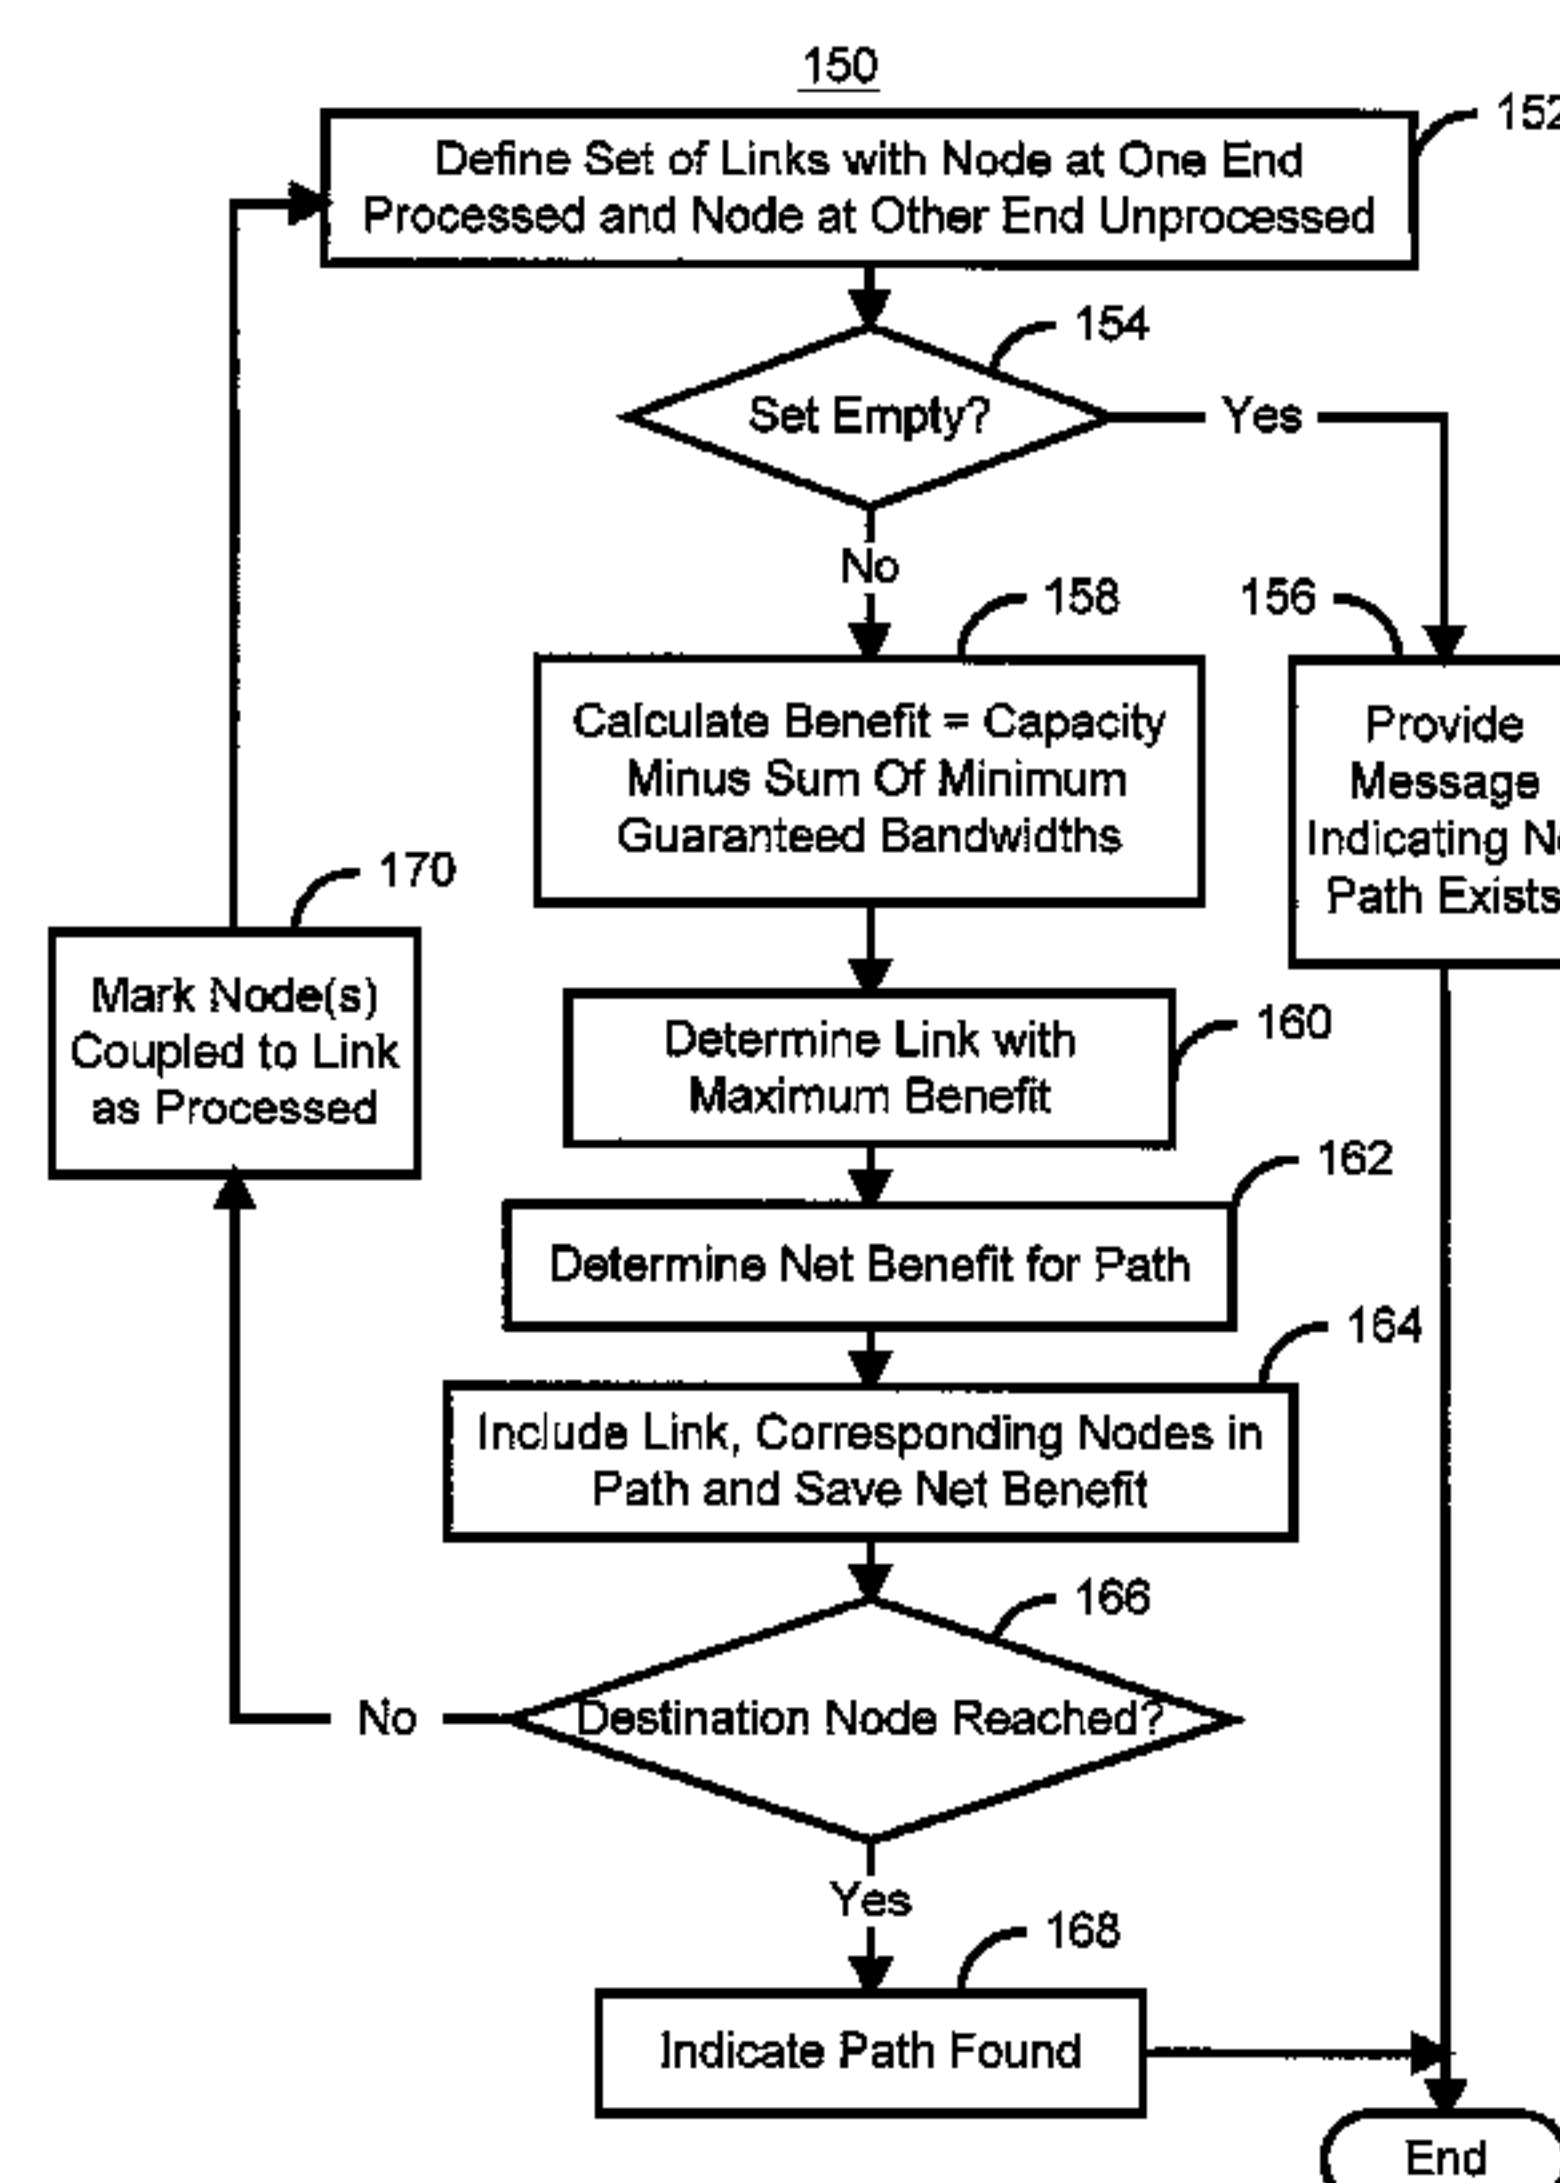 150
152
Define Set of Links with Node at One End
Processed and Node at Other End Unprocessed
154
Set Empty?
Yes
No
158
156
Calculate Benefit = Capacity
Minus Sum Of Minimum
Guaranteed Bandwidths
Provide
Message
Indicating
Path Exists
170
Mark Node(s)
Coupled to Link
as Processed
160
Determine Link with
Maximum Benefit
162
Determine Net Benefit for Path
164
Include Link, Corresponding Nodes in
Path and Save Net Benefit
166
Destination Node Reached?
No
Yes
168
Indicate Path Found
End